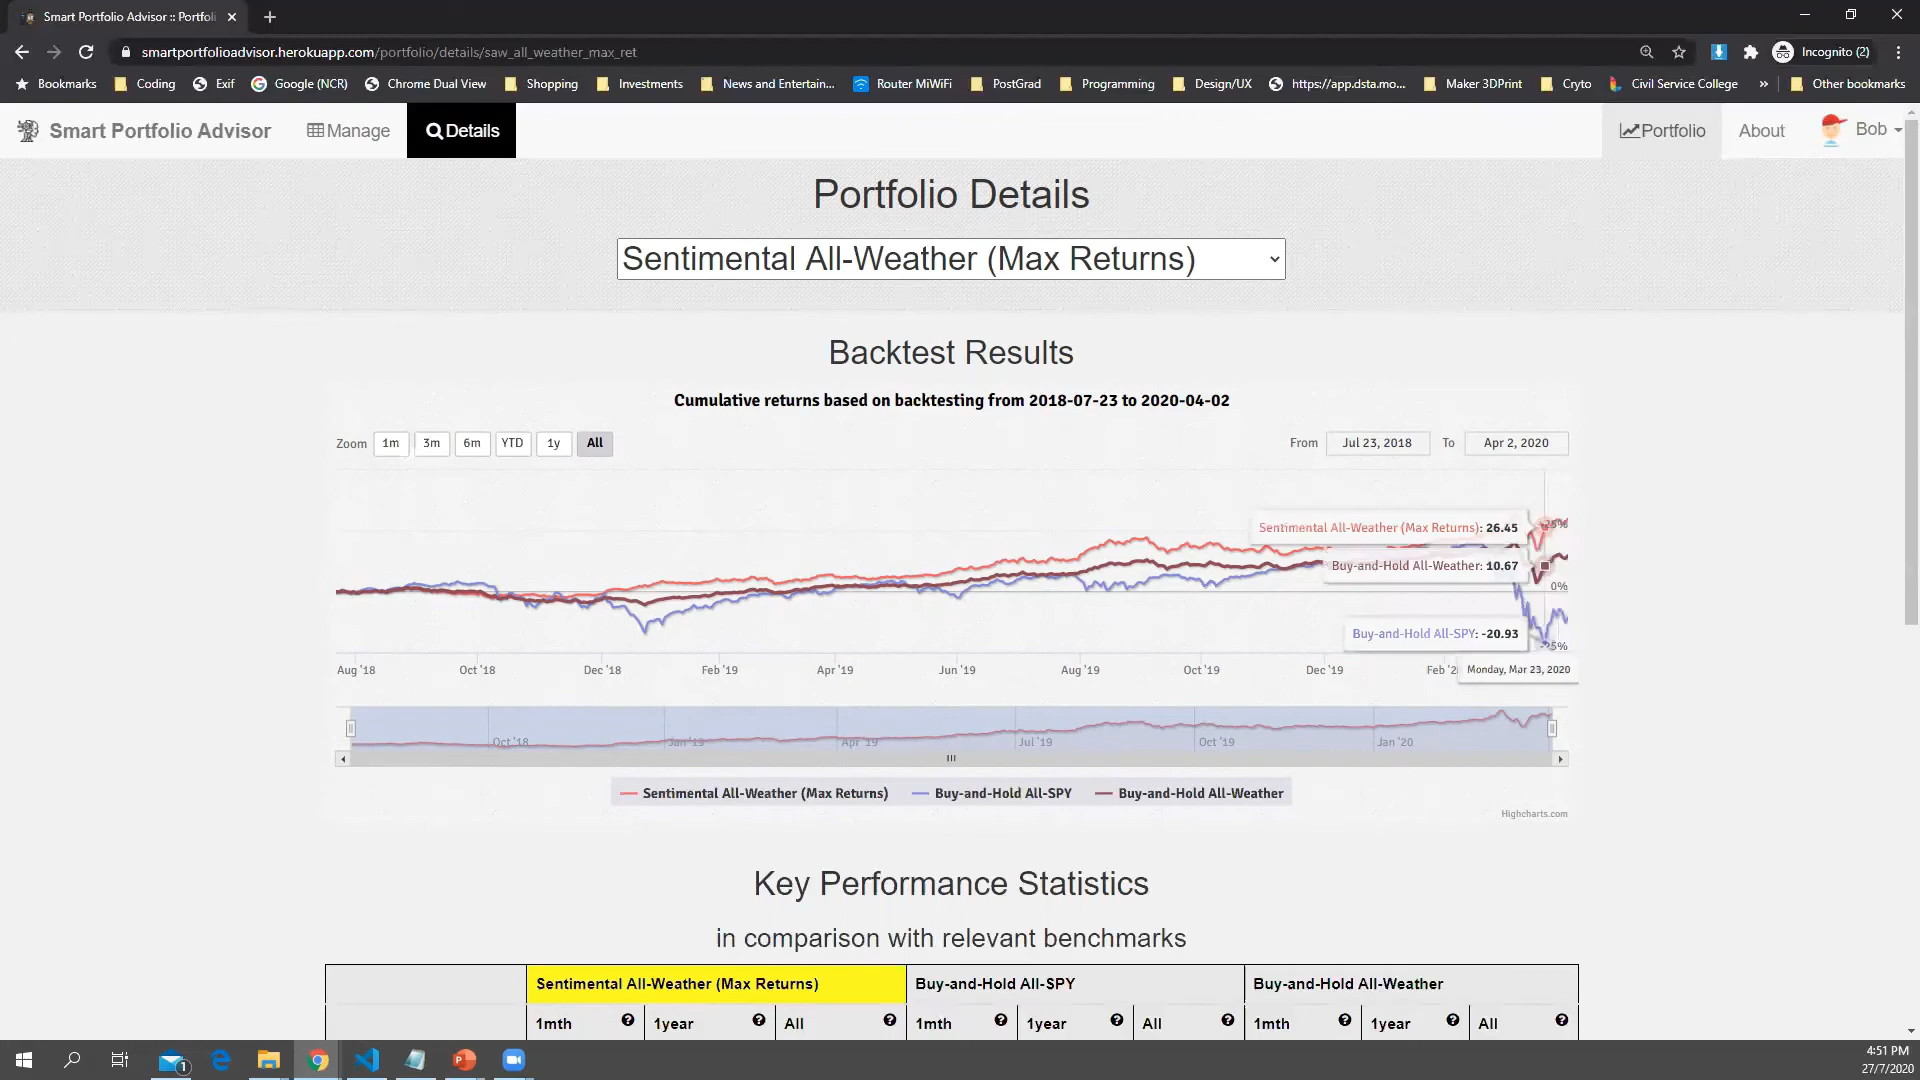 Smart Portfolio Advisor :: Portfoli
smartportfolioadvisor.herokuapp.com/portfolio/details/saw_all_weather_max_ret
Incognito (2)
Bookmarks Coding Exif Google (NCR) Chrome Dual View Shopping Investments News and Entertain... Router MiWiFi PostGrad Programming Design/UX https://app.dsta.mo... Maker 3DPrint Cryto Civil Service College » Other bookmarks
Smart Portfolio Advisor Manage Details Portfolio About Bob
Portfolio Details
Sentimental All-Weather (Max Returns)
Backtest Results
Cumulative returns based on backtesting from 2018-07-23 to 2020-04-02
Zoom 1m 3m 6m YTD 1y All From Jul 23, 2018 To Apr 2, 2020
Sentimental All-Weather (Max Returns): 26.45
25%
Buy-and-Hold All-Weather: 10.67
0%
Buy-and-Hold All-SPY: -20.93
-25%
Aug '18 Oct '18 Dec '18 Feb '19 Apr '19 Jun '19 Aug '19 Oct '19 Dec '19 Feb '2 Monday, Mar 23, 2020
Oct '18 Jan '19 Apr '19 Jul '19 Oct '19 Jan '20
Sentimental All-Weather (Max Returns) Buy-and-Hold All-SPY Buy-and-Hold All-Weather
Highcharts.com
Key Performance Statistics
in comparison with relevant benchmarks
Sentimental All-Weather (Max Returns) Buy-and-Hold All-SPY Buy-and-Hold All-Weather
1mth 1year All 1mth 1year All 1mth 1year All
1
4:51 PM
27/7/2020